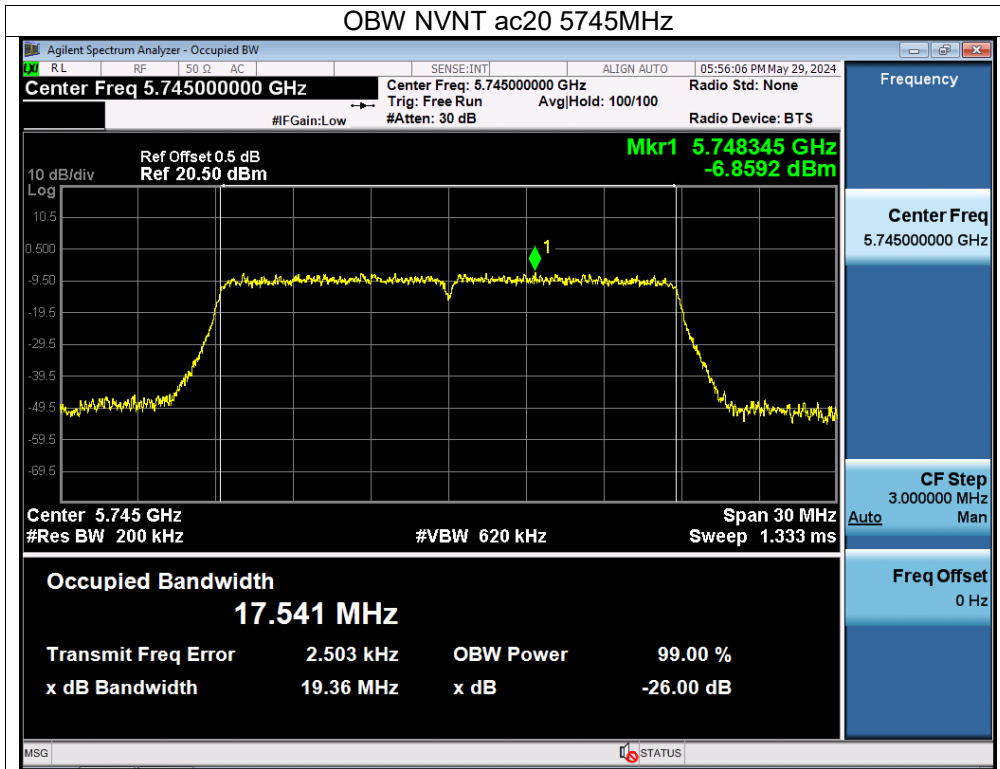 OBW NVNT ac20 5745MHz
Agilent Spectrum Analyzer - Occupied BW
LXI RL RF 50 Ω AC SENSE:INT ALIGN AUTO 05:56:06 PM May 29, 2024
Center Freq 5.745000000 GHz
Center Freq: 5.745000000 GHz Radio Std: None
Trig: Free Run Avg|Hold: 100/100
#IFGain:Low #Atten: 30 dB Radio Device: BTS
Mkr1 5.748345 GHz
-6.8592 dBm
Ref Offset 0.5 dB
10 dB/div Ref 20.50 dBm
Log
10.5
0.500
-9.50
-19.5
-29.5
-39.5
-49.5
-59.5
-69.5
1
Center 5.745 GHz Span 30 MHz
#Res BW 200 kHz #VBW 620 kHz Sweep 1.333 ms
Occupied Bandwidth
17.541 MHz
Transmit Freq Error 2.503 kHz OBW Power 99.00 %
x dB Bandwidth 19.36 MHz x dB -26.00 dB
MSG STATUS
Frequency
Center Freq
5.745000000 GHz
CF Step
3.000000 MHz
Auto Man
Freq Offset
0 Hz